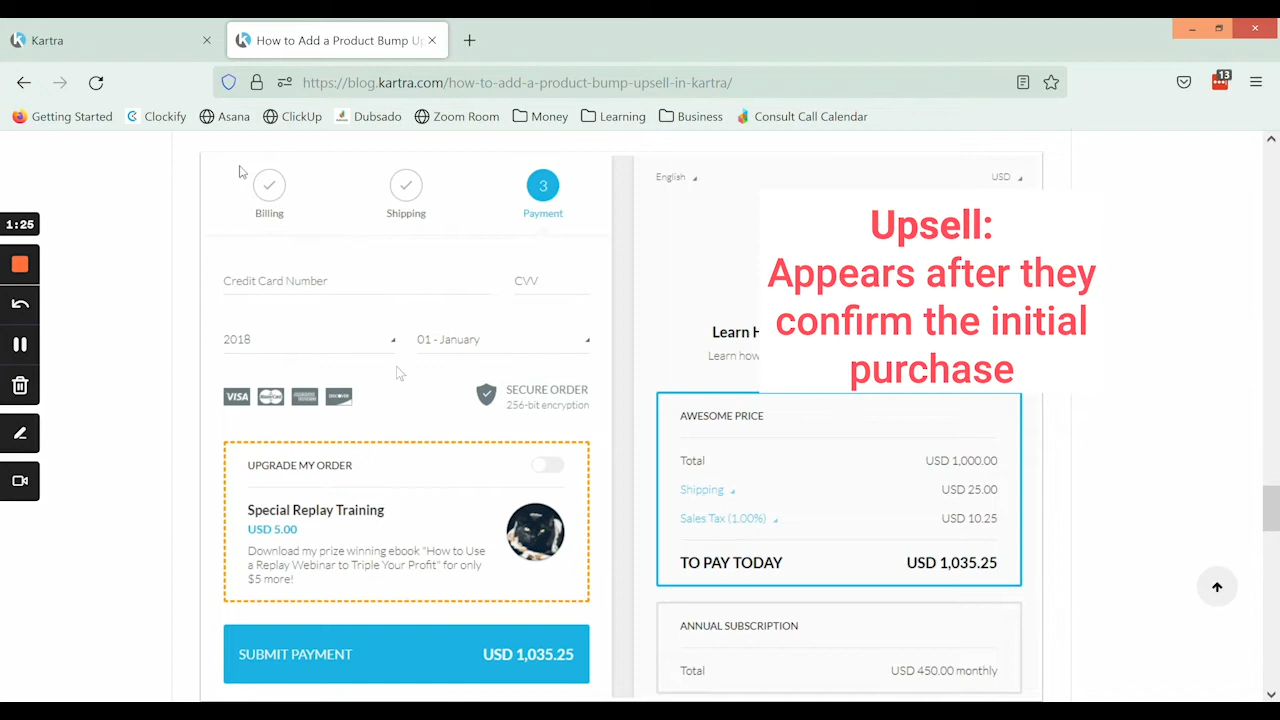 Kartra
How to Add a Product Bump Up
https://blog.kartra.com/how-to-add-a-product-bump-upsell-in-kartra/
13
Getting Started
Clockify
Asana
ClickUp
Dubsado
Zoom Room
Money
Learning
Business
Consult Call Calendar
1:25
Billing
Shipping
3
Payment
English
USD
Upsell:
Appears after they
confirm the initial
purchase
Credit Card Number
CVV
2018
01 - January
Learn H
Learn how
VISA
SECURE ORDER
256-bit encryption
UPGRADE MY ORDER
Special Replay Training
USD 5.00
Download my prize winning ebook "How to Use
a Replay Webinar to Triple Your Profit" for only
$5 more!
SUBMIT PAYMENT USD 1,035.25
AWESOME PRICE
Total USD 1,000.00
Shipping USD 25.00
Sales Tax (1.00%) USD 10.25
TO PAY TODAY USD 1,035.25
ANNUAL SUBSCRIPTION
Total USD 450.00 monthly